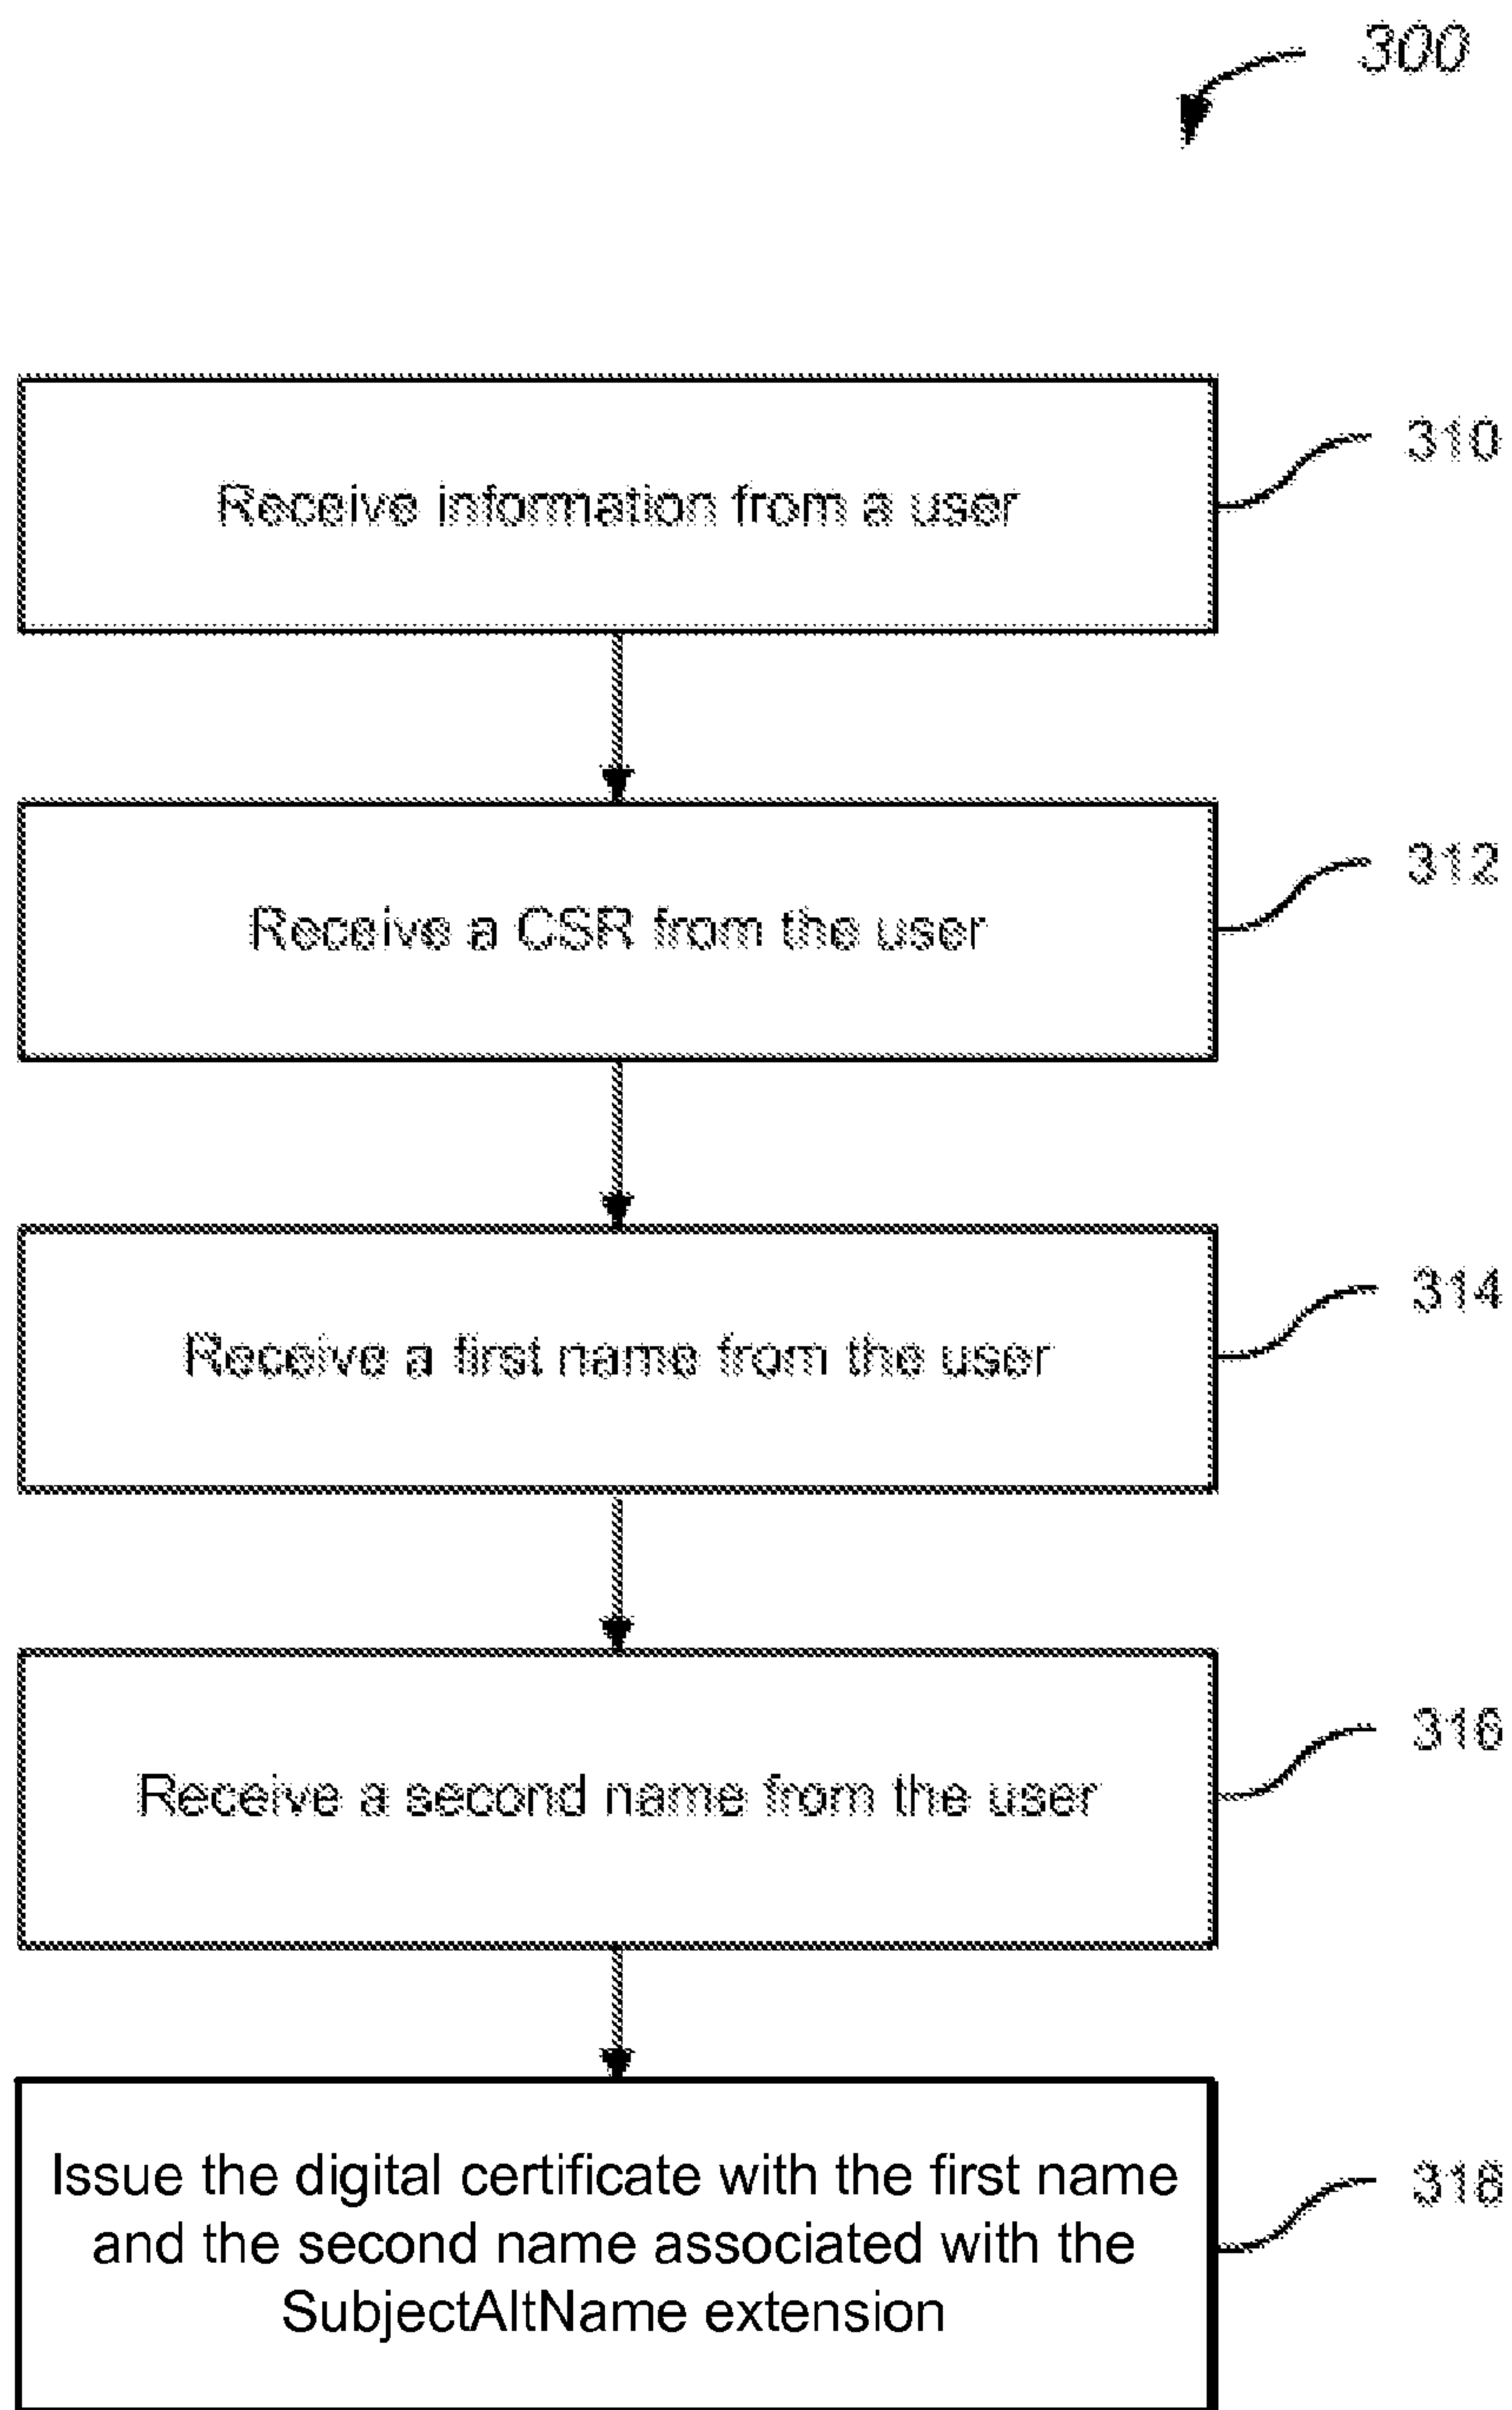 300
Receive information from a user
310
Receive a CSR from the user
312
Receive a first name from the user
314
Receive a second name from the user
316
Issue the digital certificate with the first name
and the second name associated with the
SubjectAltName extension
318